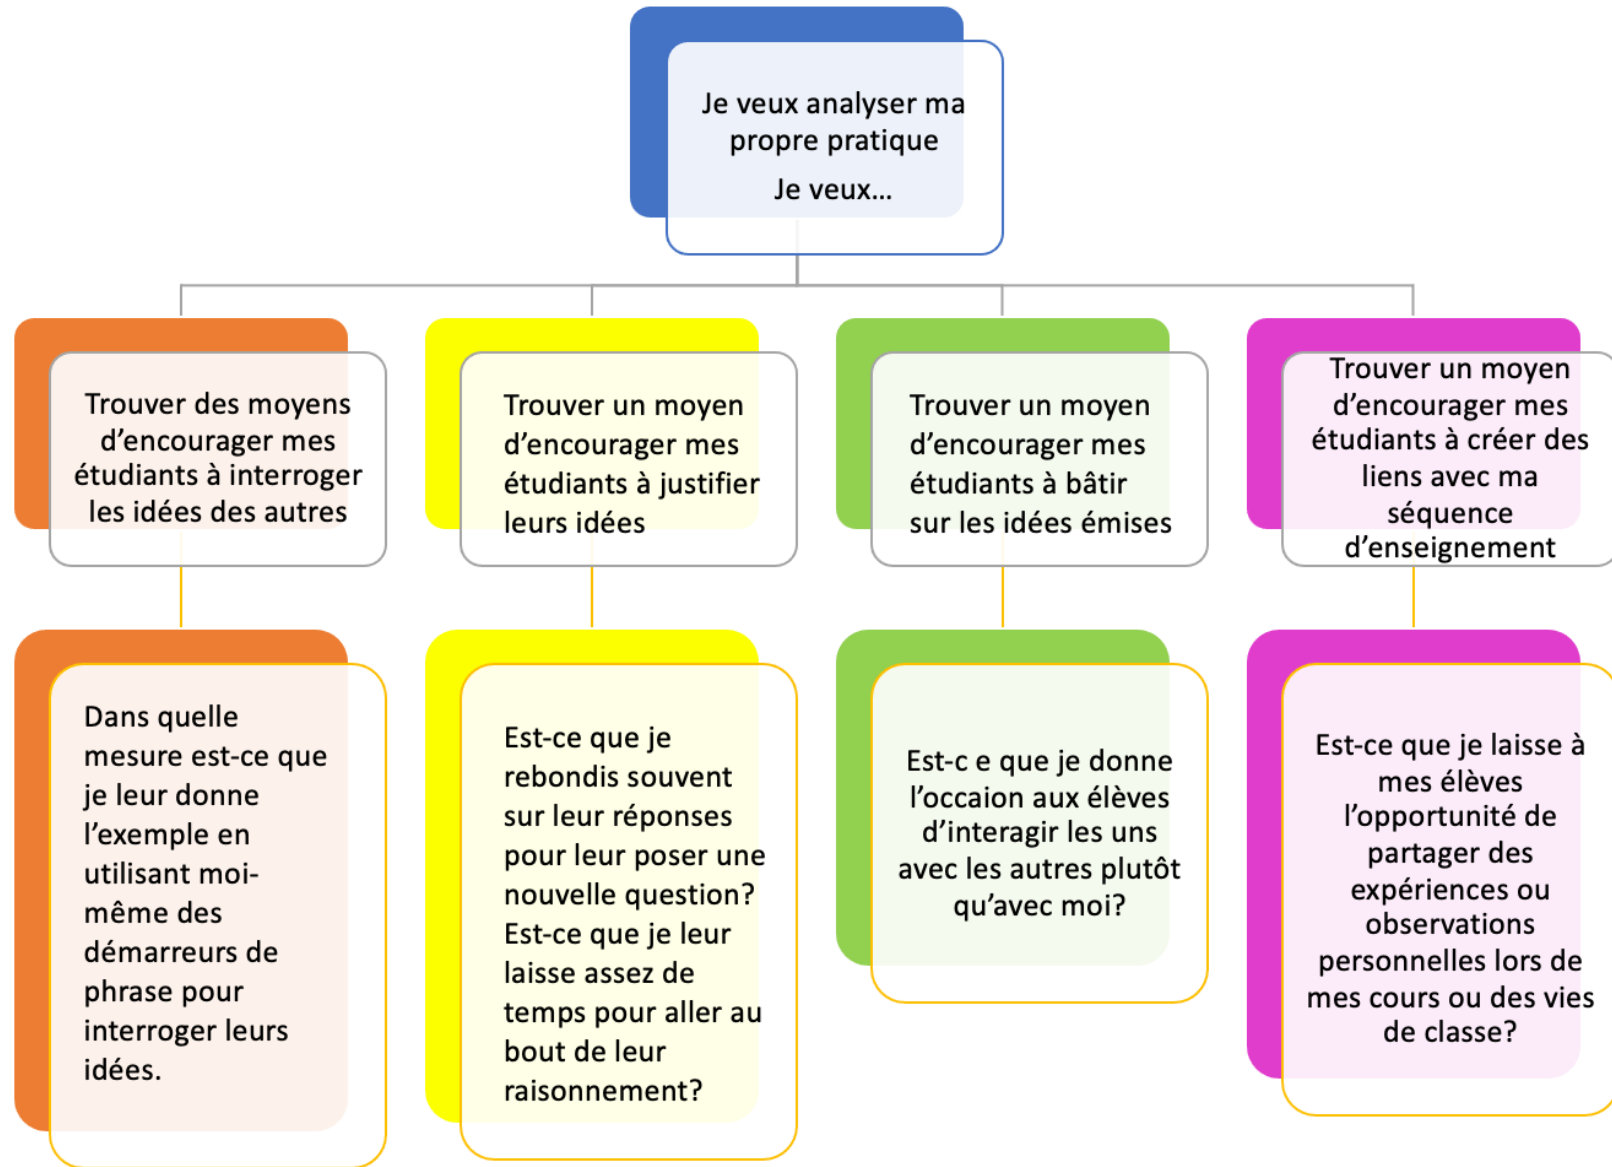 Je veux analyser ma
propre pratique
Je veux...
Trouver des moyens
d'encourager mes
étudiants à interroger
les idées des autres
Trouver un moyen
d'encourager mes
étudiants à justifier
leurs idées
Trouver un moyen
d'encourager mes
étudiants à bâtir
sur les idées émises
Trouver un moyen
d'encourager mes
étudiants à créer des
liens avec ma
séquence
d'enseignement
Dans quelle
mesure est-ce que
je leur donne
l'exemple en
utilisant moi-
même des
démarreurs de
phrase pour
interroger leurs
idées.
Est-ce que je
rebondis souvent
sur leur réponses
pour leur poser une
nouvelle question?
Est-ce que je leur
laisse assez de
temps pour aller au
bout de leur
raisonnement?
Est-c e que je donne
l'occaion aux élèves
d'interagir les uns
avec les autres plutôt
qu'avec moi?
Est-ce que je laisse à
mes élèves
l'opportunité de
partager des
expériences ou
observations
personnelles lors de
mes cours ou des vies
de classe?